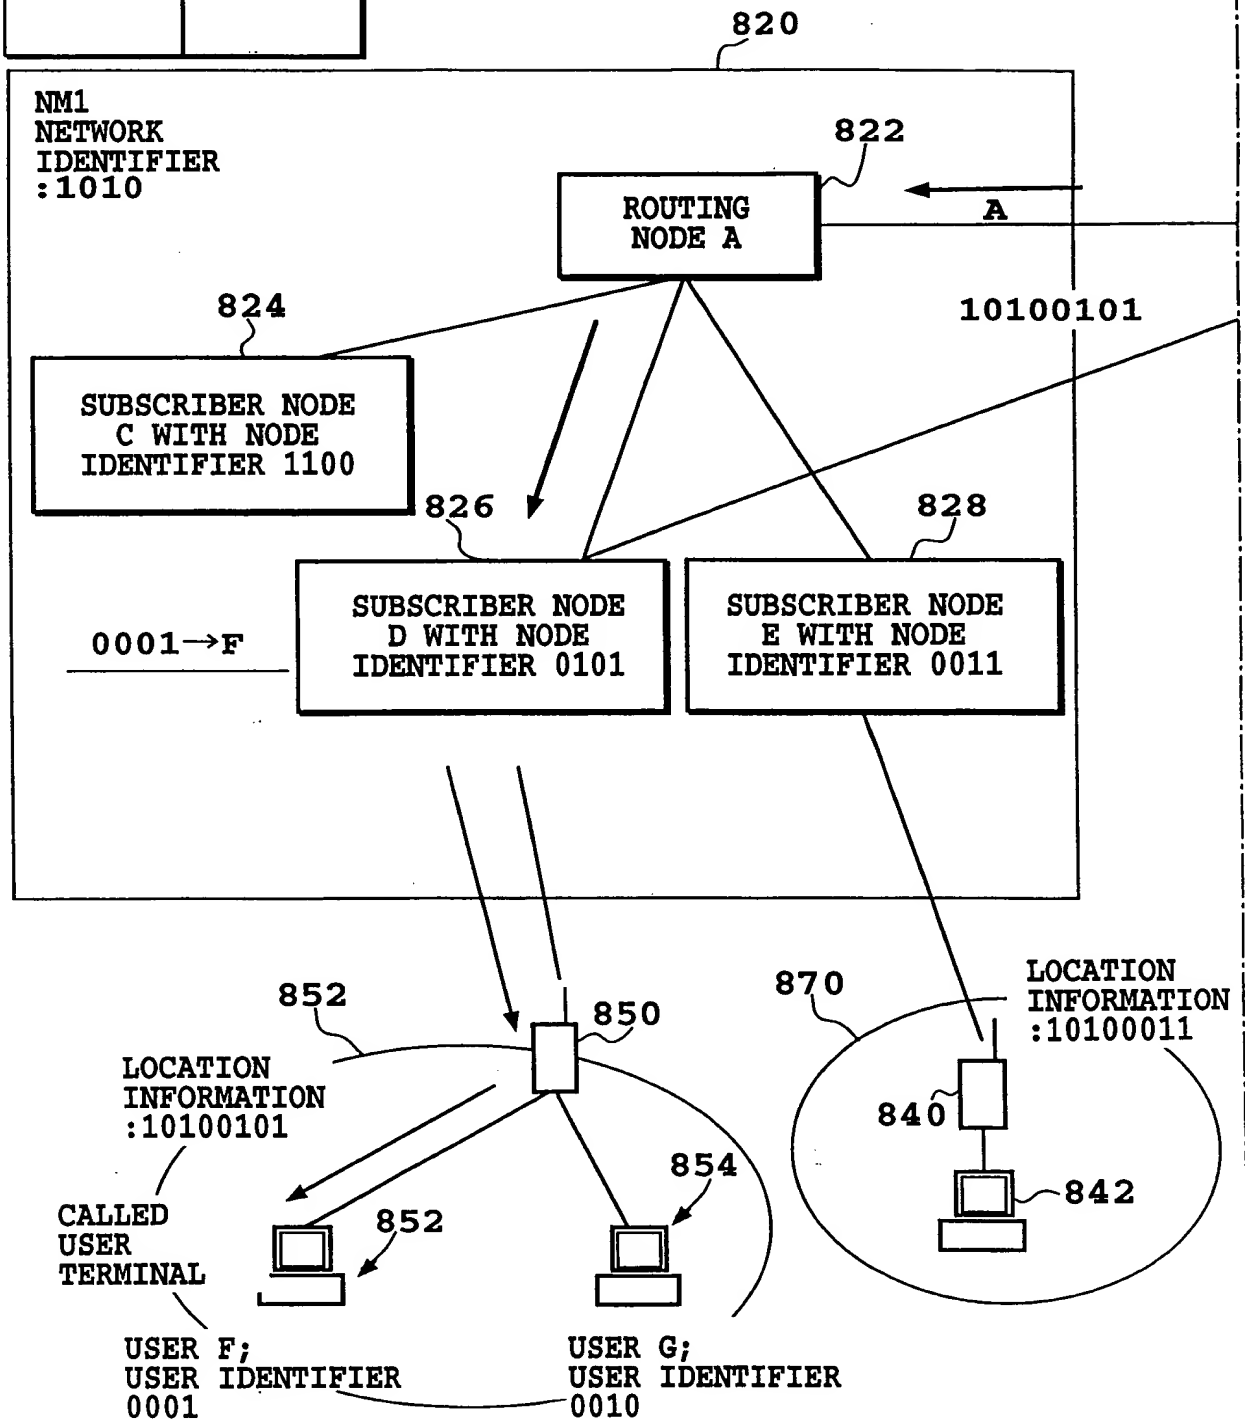 820
NM1
NETWORK
IDENTIFIER
:1010
822
ROUTING
NODE A
A
10100101
824
SUBSCRIBER NODE
C WITH NODE
IDENTIFIER 1100
826
828
SUBSCRIBER NODE
D WITH NODE
IDENTIFIER 0101
SUBSCRIBER NODE
E WITH NODE
IDENTIFIER 0011
0001→F
852
850
870
LOCATION
INFORMATION
:10100011
LOCATION
INFORMATION
:10100101
840
854
842
CALLED
USER
TERMINAL
852
USER F;
USER IDENTIFIER
0001
USER G;
USER IDENTIFIER
0010